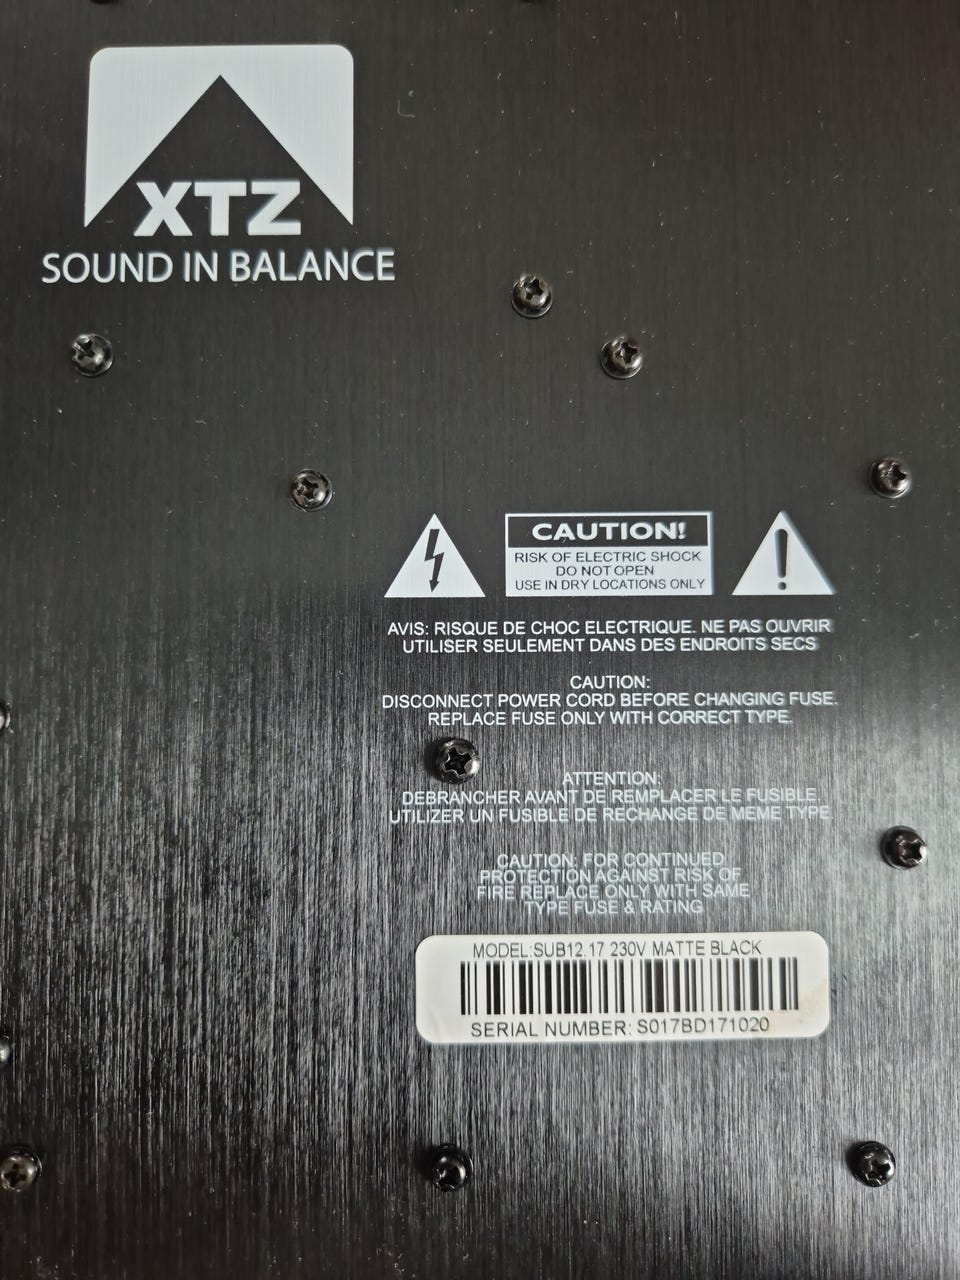 XTZ
SOUND IN BALANCE
CAUTION!
RISK OF ELECTRIC SHOCK
DO NOT OPEN
USE IN DRY LOCATIONS ONLY
AVIS: RISQUE DE CHOC ELECTRIQUE. NE PAS OUVRIR
UTILISER SEULEMENT DANS DES ENDROITS SECS
CAUTION:
DISCONNECT POWER CORD BEFORE CHANGING FUSE.
REPLACE FUSE ONLY WITH CORRECT TYPE.
ATTENTION:
DEBRANCHER AVANT DE REMPLACER LE FUSIBLE.
UTILIZER UN FUSIBLE DE RECHANGE DE MEME TYPE
CAUTION: FOR CONTINUED
PROTECTION AGAINST RISK OF
FIRE REPLACE ONLY WITH SAME
TYPE FUSE & RATING
MODEL:SUB12.17 230V MATTE BLACK
SERIAL NUMBER: S017BD171020